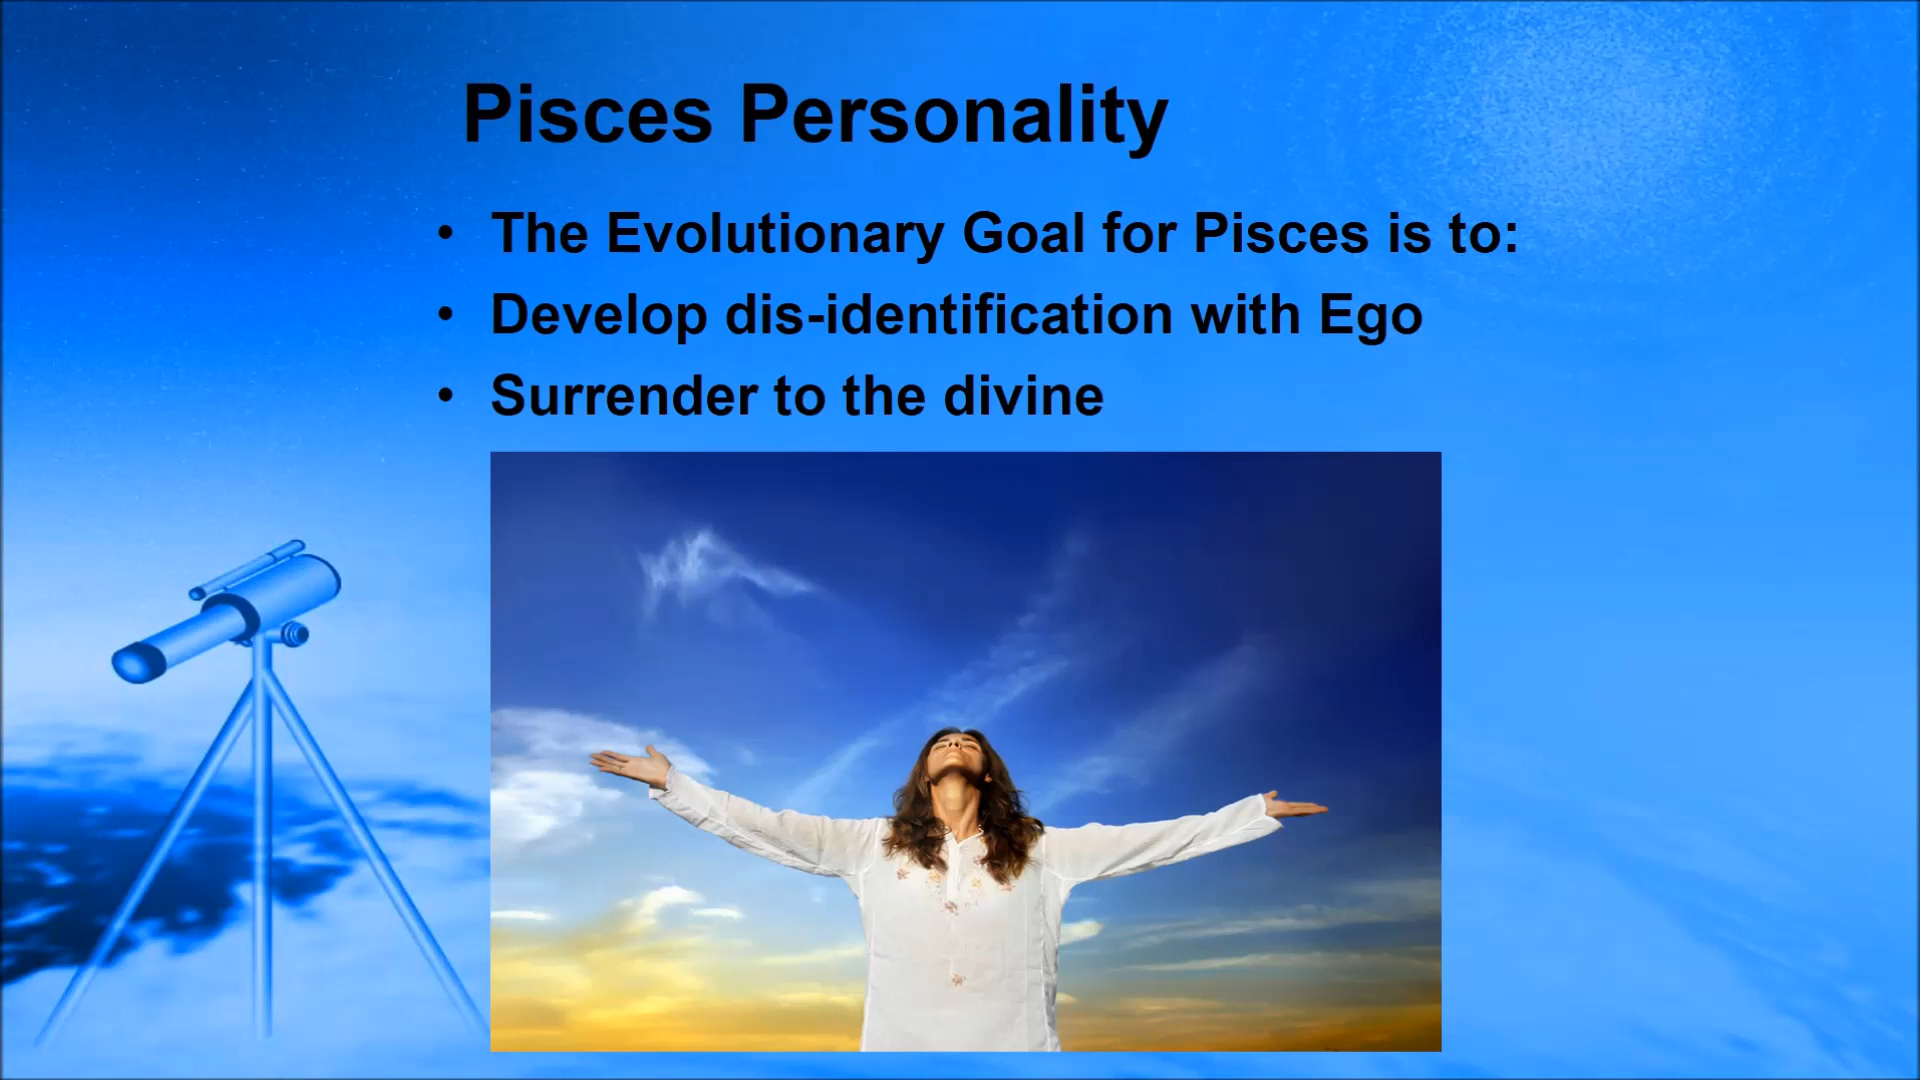 Pisces Personality
• The Evolutionary Goal for Pisces is to:
• Develop dis-identification with Ego
• Surrender to the divine